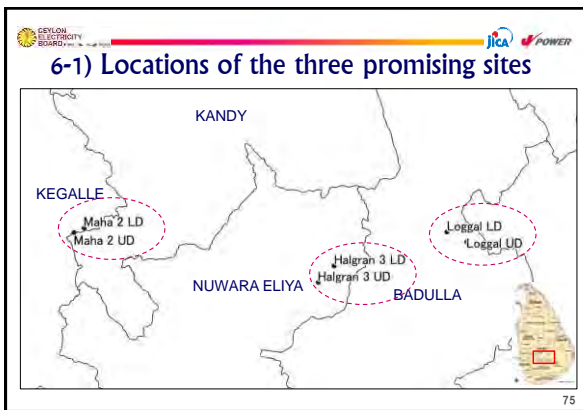 CEYLON
ELECTRICITY
BOARD
JICA
POWER
6-1) Locations of the three promising sites
KANDY
KEGALLE
Maha 2 LD
Maha 2 UD
Loggal LD
Loggal UD
Halgran 3 LD
Halgran 3 UD
NUWARA ELIYA
BADULLA
75